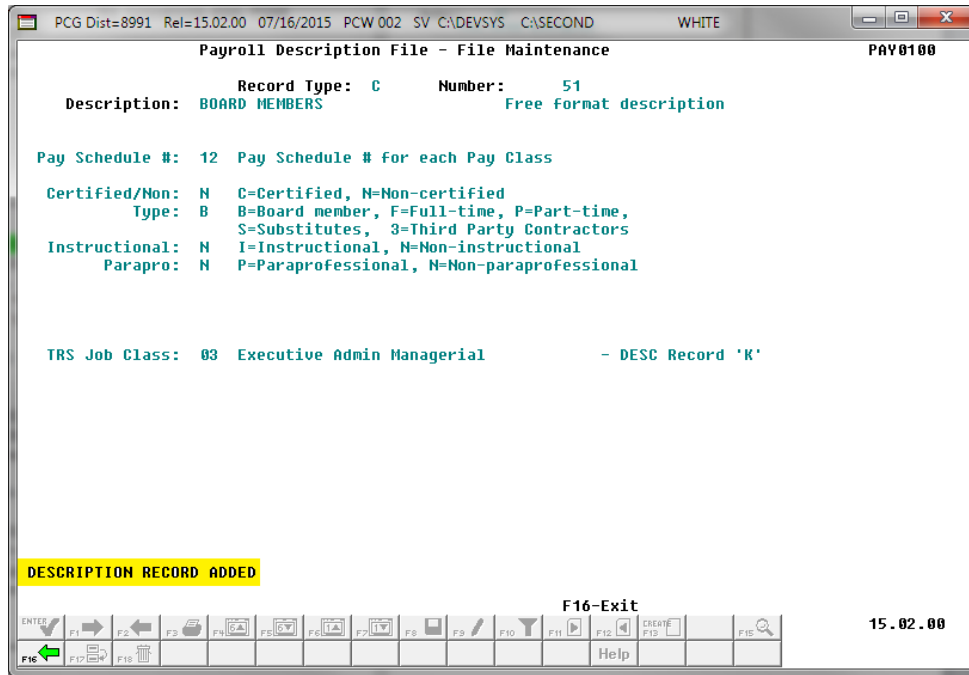 PCG Dist=8991 Rel=15.02.00 07/16/2015 PCW 002 SV C:\DEVSYS C:\SECOND WHITE
Payroll Description File - File Maintenance PAY0100
Record Type: C Number: 51
Description: BOARD MEMBERS Free format description
Pay Schedule #: 12 Pay Schedule # for each Pay Class
Certified/Non: N C=Certified, N=Non-certified
Type: B B=Board member, F=Full-time, P=Part-time,
S=Substitutes, 3=Third Party Contractors
Instructional: N I=Instructional, N=Non-instructional
Parapro: N P=Paraprofessional, N=Non-paraprofessional
TRS Job Class: 03 Executive Admin Managerial - DESC Record 'K'
DESCRIPTION RECORD ADDED
F16-Exit
ENTER F1 F2 F3 F4 6 F5 6 F6 1 F7 1 F8 F9 F10 F11 F12 CREATE F13 F15 15.02.00
F16 F17 F18 Help